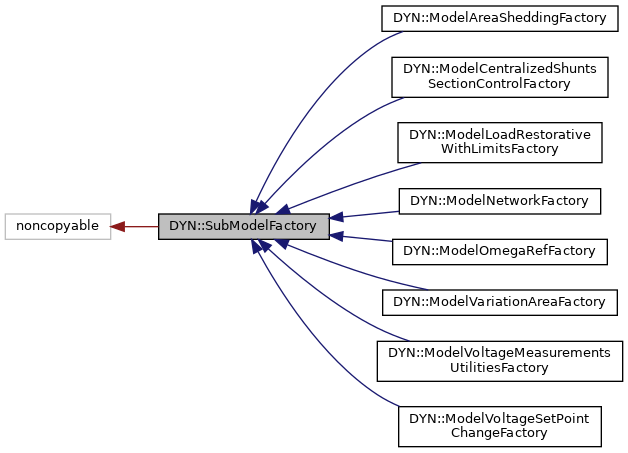 DYN::ModelAreaSheddingFactory
DYN::ModelCentralizedShunts
SectionControlFactory
DYN::ModelLoadRestorative
WithLimitsFactory
DYN::ModelNetworkFactory
noncopyable
DYN::SubModelFactory
DYN::ModelOmegaRefFactory
DYN::ModelVariationAreaFactory
DYN::ModelVoltageMeasurements
UtilitiesFactory
DYN::ModelVoltageSetPoint
ChangeFactory